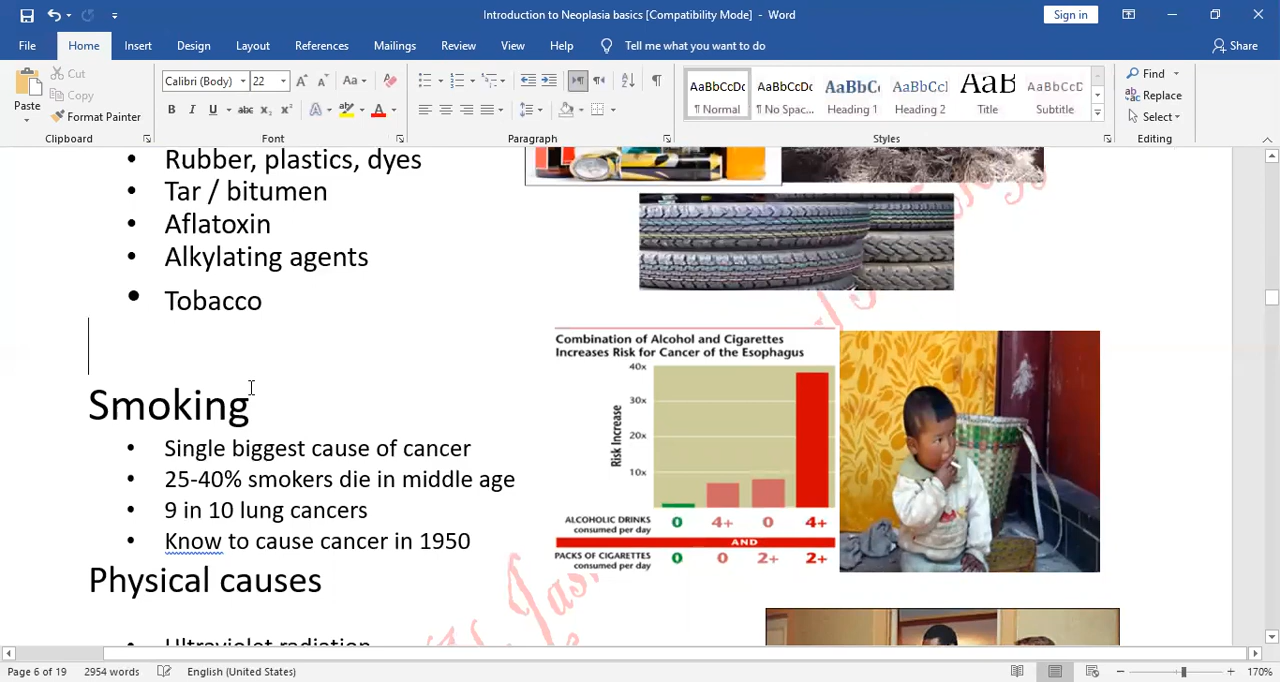 Introduction to Neoplasia basics [Compatibility Mode] - Word
Sign in
File Home Insert Design Layout References Mailings Review View Help Tell me what you want to do Share
Paste
Cut
Copy
Format Painter
Clipboard
Calibri (Body) 22
Font
Paragraph
AaBbCcDc AaBbCcDc AaBbC AaBbCcI AaB AaBbCcD
¶ Normal ¶ No Spac... Heading 1 Heading 2 Title Subtitle
Styles
Find
Replace
Select
Editing
• Rubber, plastics, dyes
• Tar / bitumen
• Aflatoxin
• Alkylating agents
• Tobacco
Smoking
• Single biggest cause of cancer
• 25-40% smokers die in middle age
• 9 in 10 lung cancers
• Know to cause cancer in 1950
Combination of Alcohol and Cigarettes
Increases Risk for Cancer of the Esophagus
Risk Increase
40x
30x
20x
10x
ALCOHOLIC DRINKS
consumed per day
0 4+ 0 4+
AND
PACKS OF CIGARETTES
consumed per day
0 0 2+ 2+
Physical causes
Ultraviolet radiation
Page 6 of 19 2954 words English (United States) 170%